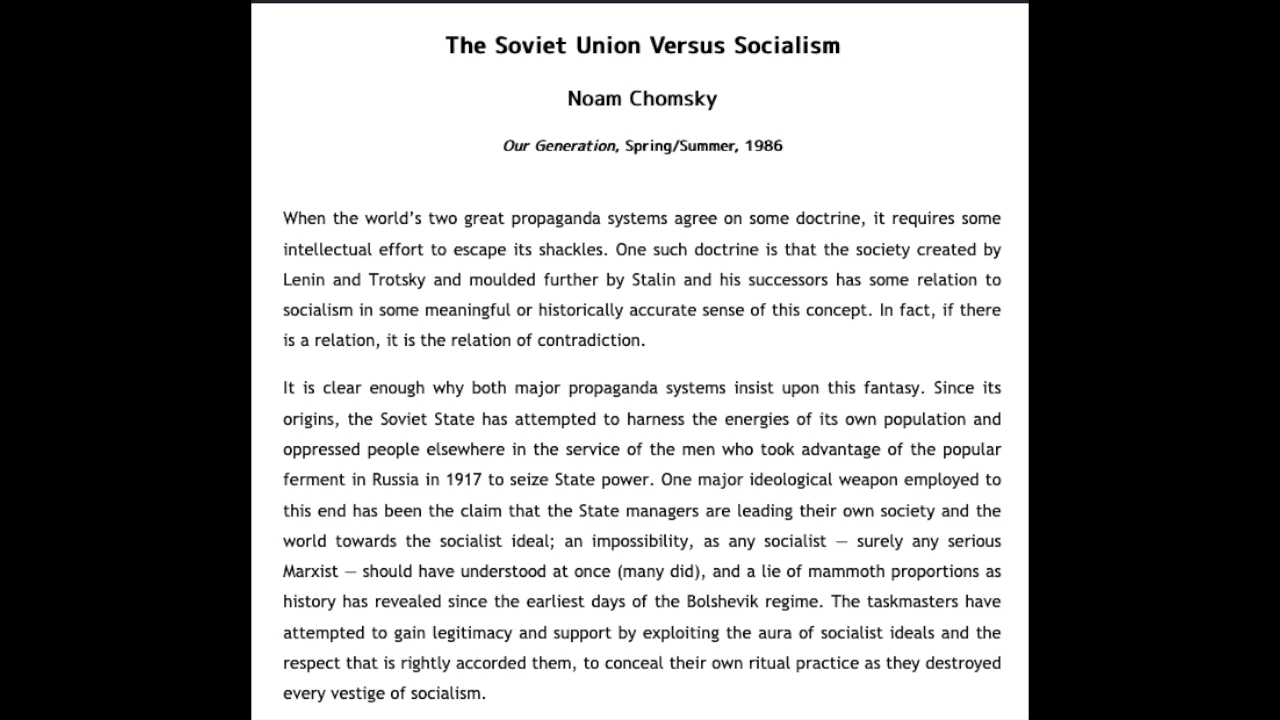 The Soviet Union Versus Socialism
Noam Chomsky
Our Generation, Spring/Summer, 1986
When the world’s two great propaganda systems agree on some doctrine, it requires some
intellectual effort to escape its shackles. One such doctrine is that the society created by
Lenin and Trotsky and moulded further by Stalin and his successors has some relation to
socialism in some meaningful or historically accurate sense of this concept. In fact, if there
is a relation, it is the relation of contradiction.
It is clear enough why both major propaganda systems insist upon this fantasy. Since its
origins, the Soviet State has attempted to harness the energies of its own population and
oppressed people elsewhere in the service of the men who took advantage of the popular
ferment in Russia in 1917 to seize State power. One major ideological weapon employed to
this end has been the claim that the State managers are leading their own society and the
world towards the socialist ideal; an impossibility, as any socialist — surely any serious
Marxist — should have understood at once (many did), and a lie of mammoth proportions as
history has revealed since the earliest days of the Bolshevik regime. The taskmasters have
attempted to gain legitimacy and support by exploiting the aura of socialist ideals and the
respect that is rightly accorded them, to conceal their own ritual practice as they destroyed
every vestige of socialism.